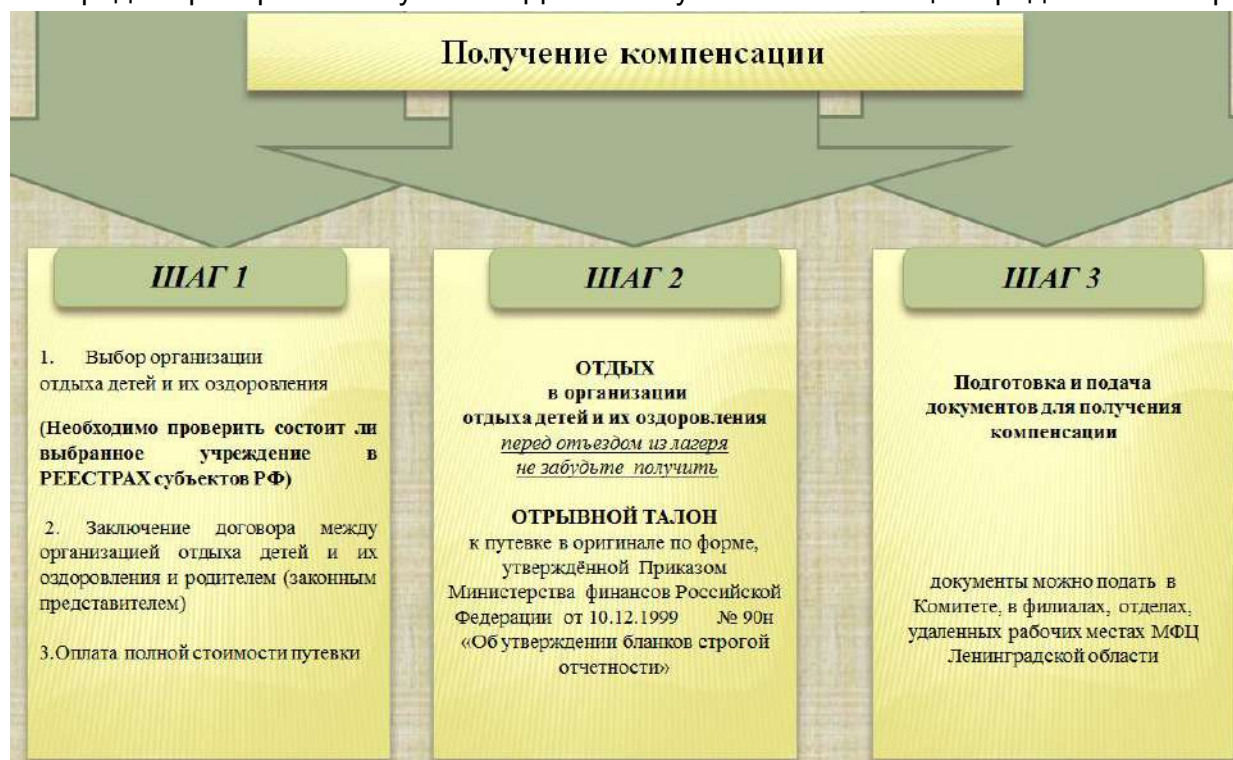 Получение компенсации
ШАГ 1
1. Выбор организации
отдыха детей и их оздоровления
(Необходимо проверить состоит ли
выбранное учреждение в
РЕЕСТРАХ субъектов РФ)
2. Заключение договора между
организацией отдыха детей и их
оздоровления и родителем (законным
представителем)
3.Оплата полной стоимости путевки
ШАГ 2
ОТДЫХ
в организации
отдыха детей и их оздоровления
перед отъездом из лагеря
не забудьте получить
ОТРЫВНОЙ ТАЛОН
к путевке в оригинале по форме,
утверждённой Приказом
Министерства финансов Российской
Федерации от 10.12.1999 № 90н
«Об утверждении бланков строгой
отчетности»
ШАГ 3
Подготовка и подача
документов для получения
компенсации
документы можно подать в
Комитете, в филиалах, отделах,
удаленных рабочих местах МФЦ
Ленинградской области